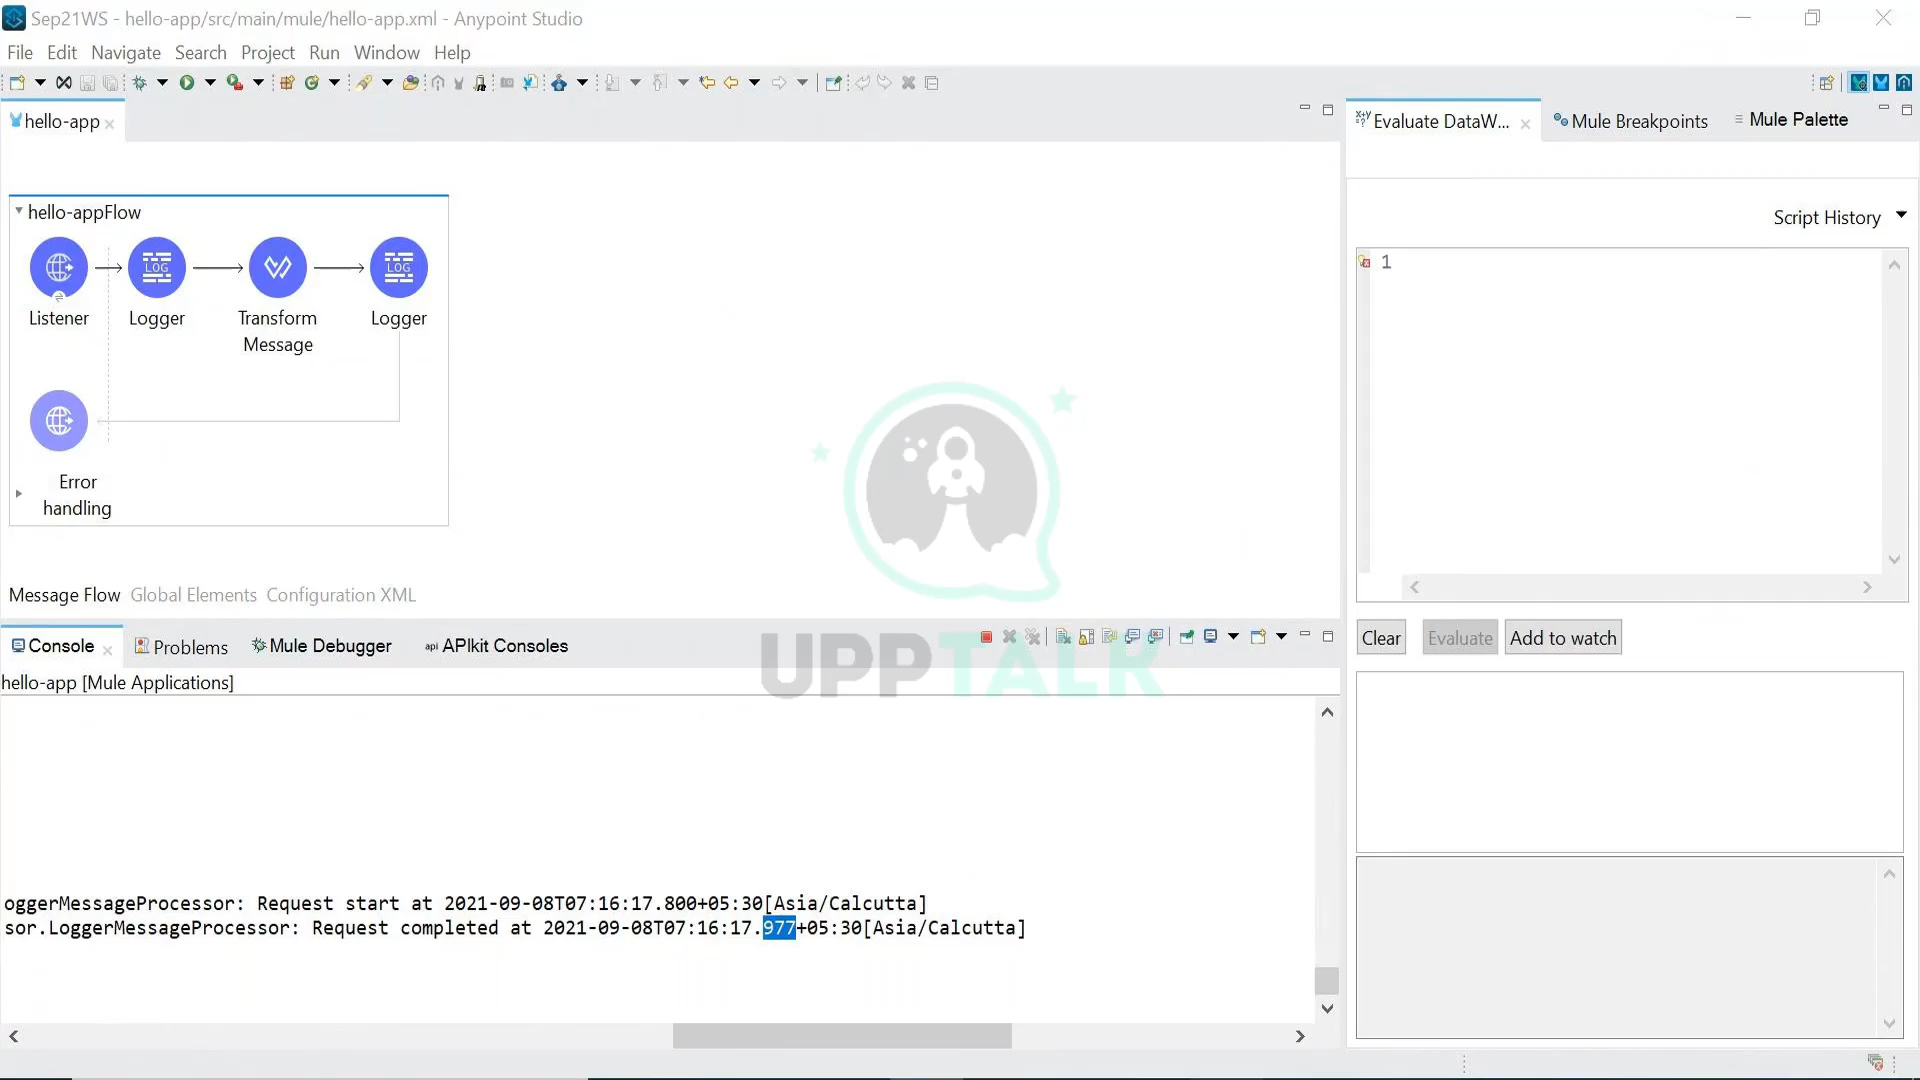 Sep21WS - hello-app/src/main/mule/hello-app.xml - Anypoint Studio
File Edit Navigate Search Project Run Window Help
hello-app
Evaluate DataW... Mule Breakpoints Mule Palette
hello-appFlow
Script History
LOG LOG
1
Listener Logger Transform Message Logger
Error handling
Message Flow Global Elements Configuration XML
Console Problems Mule Debugger API APIkit Consoles
Clear Evaluate Add to watch
UPPTALK
hello-app [Mule Applications]
oggerMessageProcessor: Request start at 2021-09-08T07:16:17.800+05:30[Asia/Calcutta]
sor.LoggerMessageProcessor: Request completed at 2021-09-08T07:16:17.977+05:30[Asia/Calcutta]